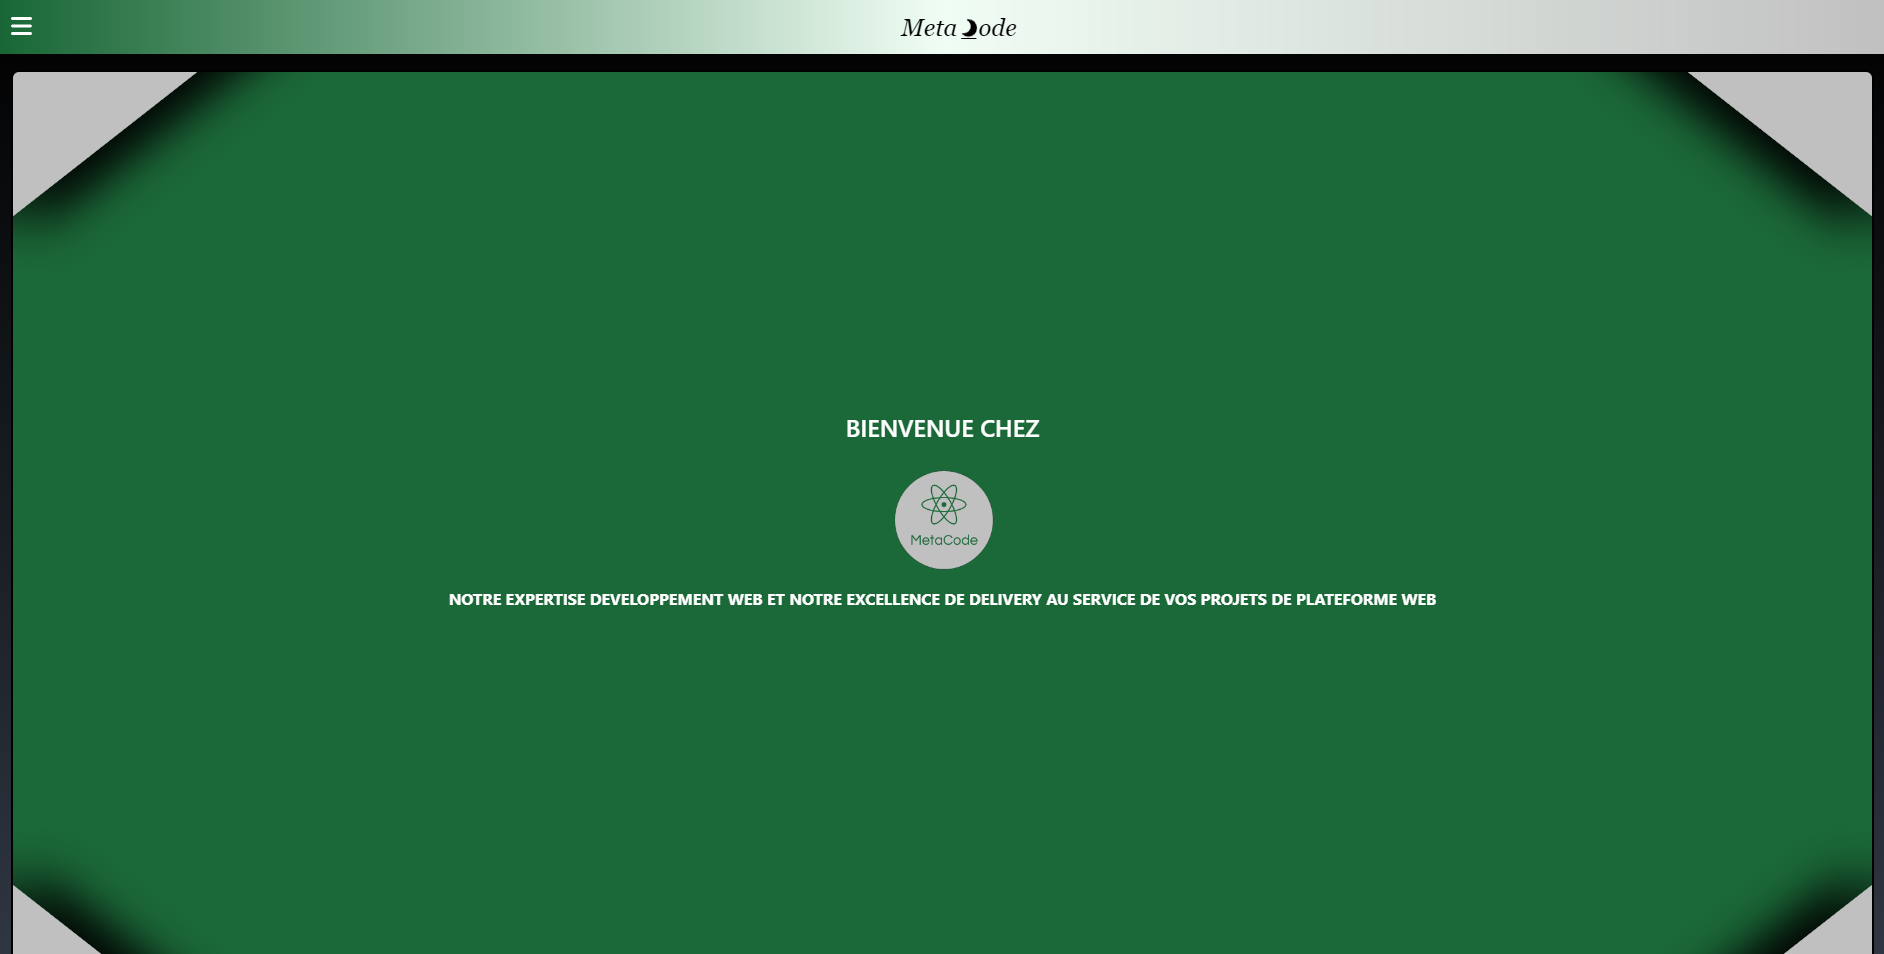 Meta ode
BIENVENUE CHEZ
MetaCode
NOTRE EXPERTISE DEVELOPPEMENT WEB ET NOTRE EXCELLENCE DE DELIVERY AU SERVICE DE VOS PROJETS DE PLATEFORME WEB